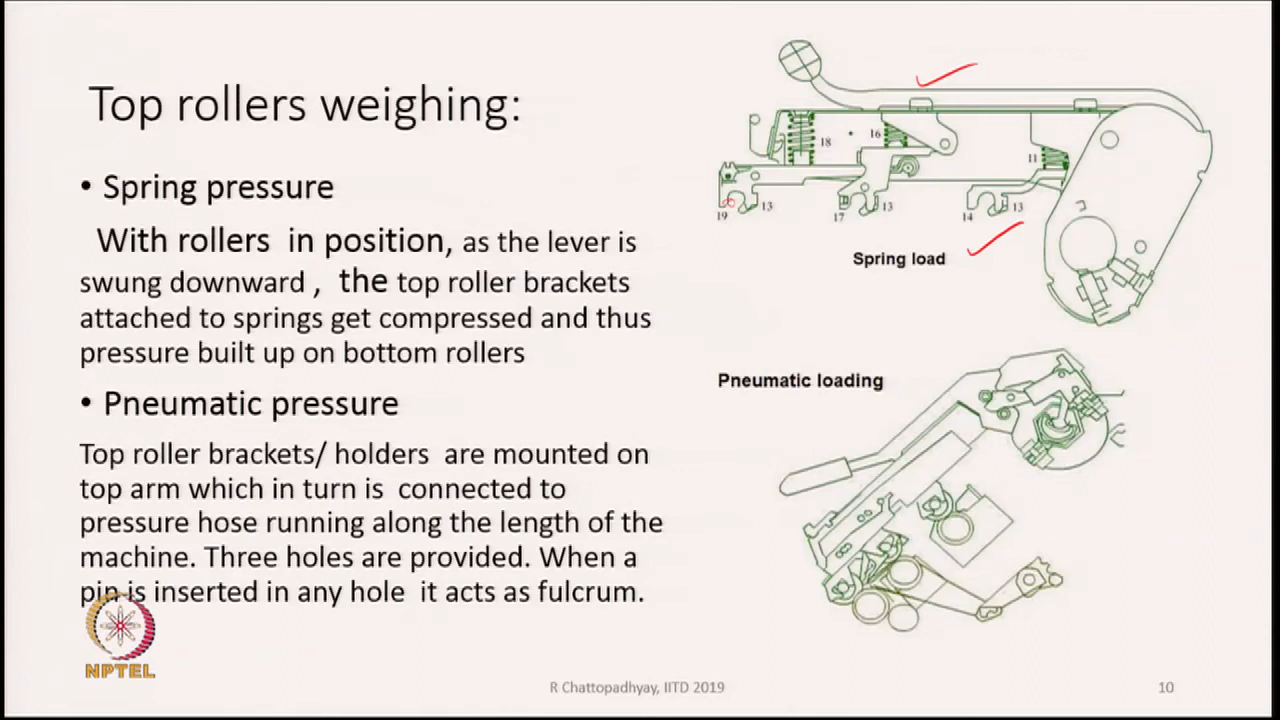 Top rollers weighing:
• Spring pressure
With rollers in position, as the lever is
swung downward , the top roller brackets
attached to springs get compressed and thus
pressure built up on bottom rollers
• Pneumatic pressure
Top roller brackets/ holders are mounted on
top arm which in turn is connected to
pressure hose running along the length of the
machine. Three holes are provided. When a
pin is inserted in any hole it acts as fulcrum.
18
16
11
19
13
17
13
14
13
Spring load
Pneumatic loading
NPTEL
R Chattopadhyay, IITD 2019
10